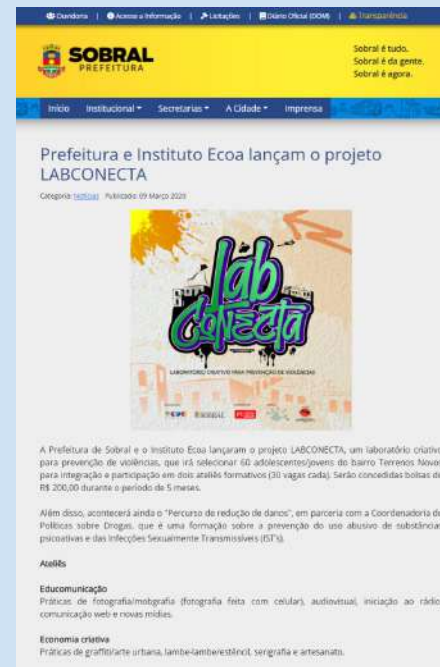 Ouvidoria | Acesso a Informação | Licitações | Diário Oficial (DOM) | Transparência
SOBRAL
PREFEITURA
Sobral é tudo.
Sobral é da gente.
Sobral é agora.
Início Institucional Secretarias A Cidade Imprensa
Prefeitura e Instituto Ecoa lançam o projeto
LABCONECTA
Categoria: Notícias Publicado: 09 Março 2020
lab
CONECTA
LABORATÓRIO CRIATIVO PARA PREVENÇÃO DE VIOLÊNCIAS
SOBRAL
A Prefeitura de Sobral e o Instituto Ecoa lançaram o projeto LABCONECTA, um laboratório criativo
para prevenção de violências, que irá selecionar 60 adolescentes/jovens do bairro Terrenos Novos
para integração e participação em dois ateliês formativos (30 vagas cada). Serão concedidas bolsas de
R$ 200,00 durante o período de 5 meses.
Além disso, acontecerá ainda o "Percurso de redução de danos", em parceria com a Coordenadoria de
Políticas sobre Drogas, que é uma formação sobre a prevenção do uso abusivo de substâncias
psicoativas e das Infecções Sexualmente Transmissíveis (IST's).
Ateliês
Educomunicação
Práticas de fotografia/mobgrafia (fotografia feita com celular), audiovisual, iniciação ao rádio,
comunicação web e novas mídias.
Economia criativa
Práticas de graffiti/arte urbana, lambe-lambe/estêncil, serigrafia e artesanato.